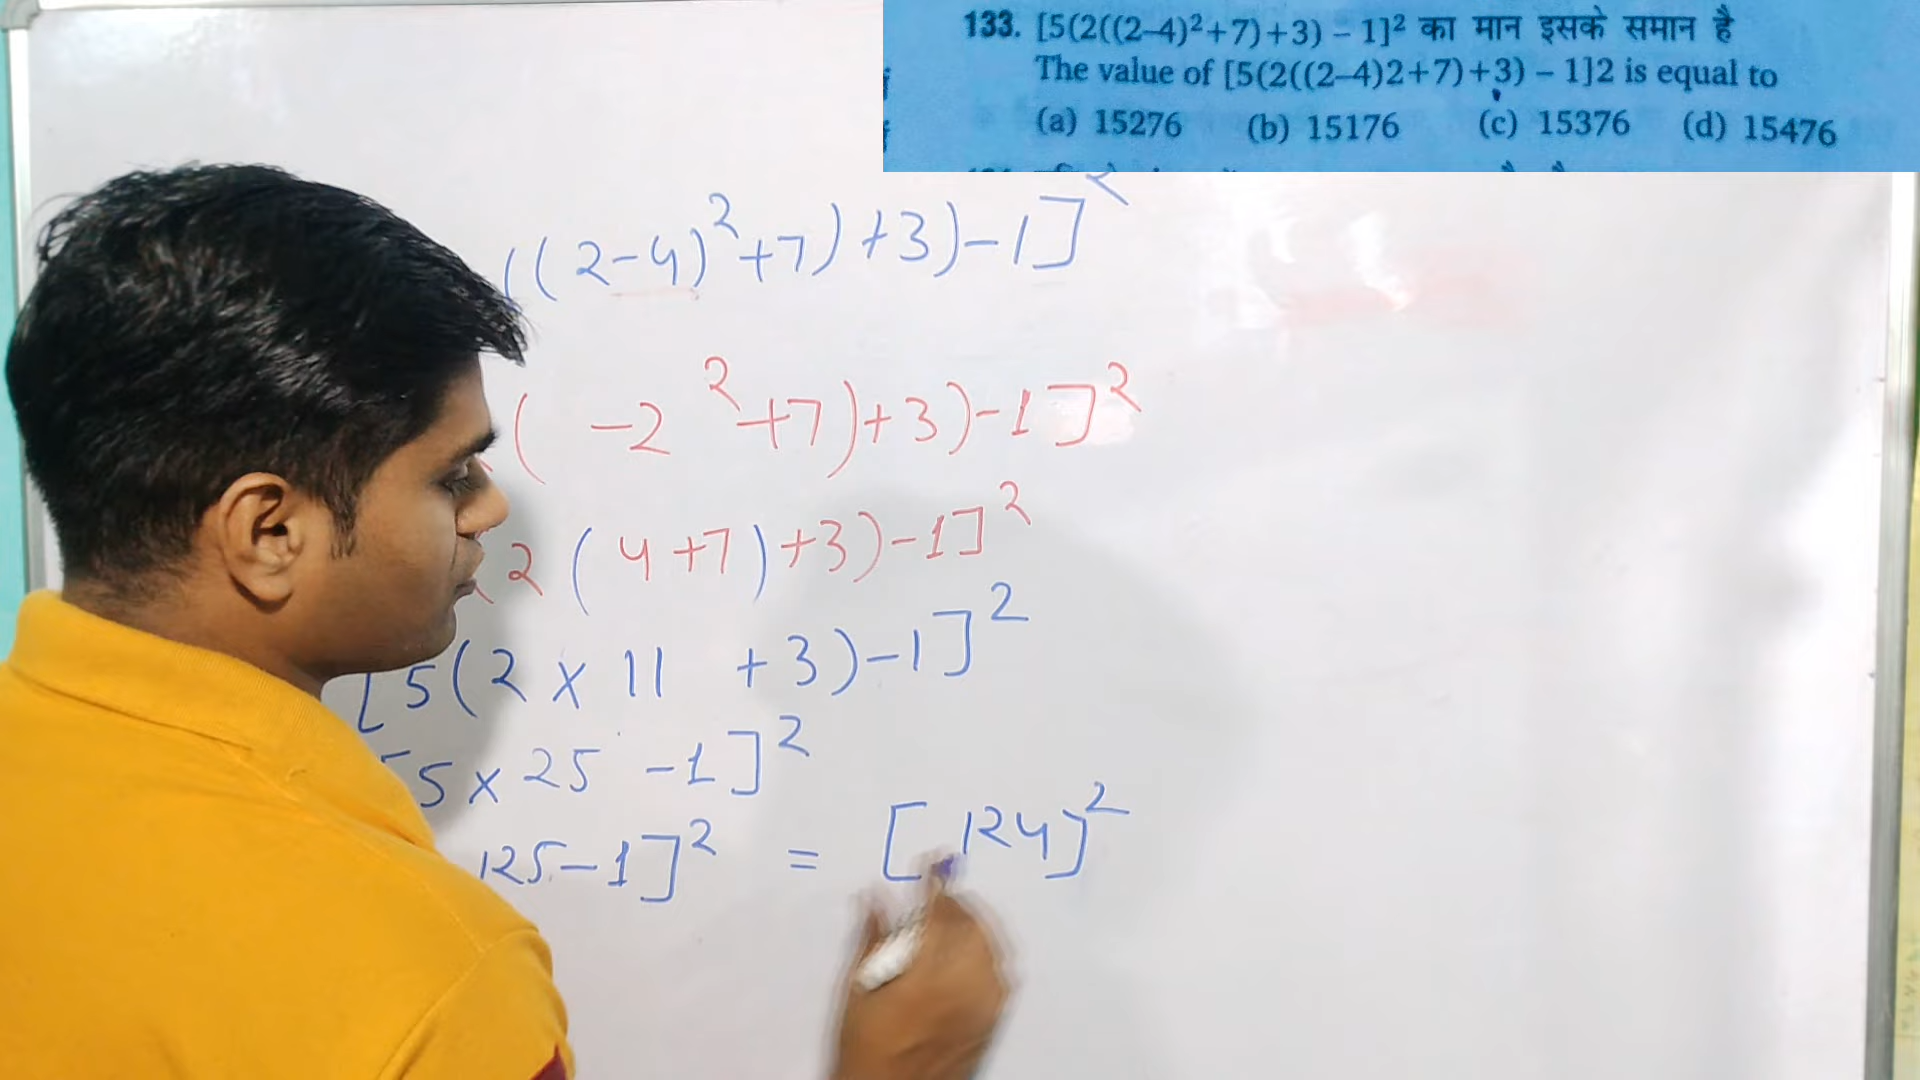 133. [5(2((2–4)²+7)+3) – 1]² का मान इसके समान है
The value of [5(2((2–4)2+7)+3) – 1]2 is equal to
(a) 15276 (b) 15176 (c) 15376 (d) 15476
((2-4)²+7)+3)-1]²
( -2 ²+7)+3)-1]²
2(4+7)+3)-1]²
[5(2×11 +3)-1]²
5×25 -1]²
125-1]² = [124]²